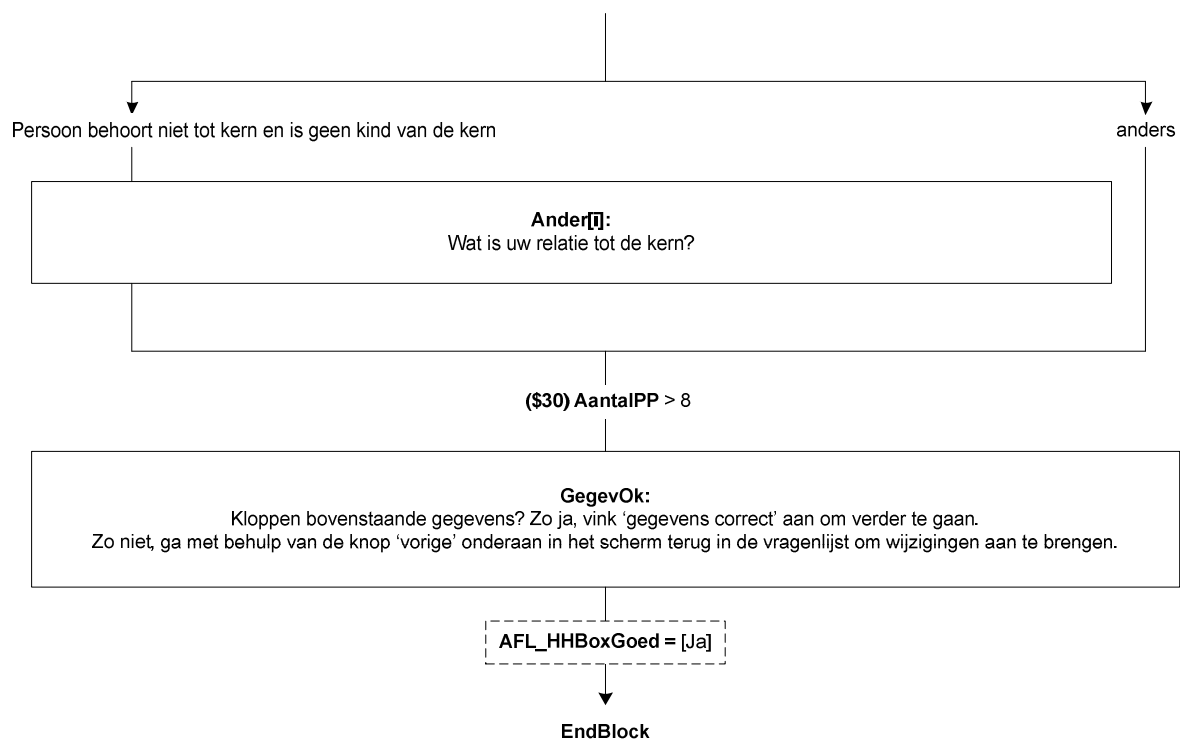 Persoon behoort niet tot kern en is geen kind van de kern
anders
Ander[i]:
Wat is uw relatie tot de kern?
($30) AantalPP > 8
GegevOk:
Kloppen bovenstaande gegevens? Zo ja, vink ‘gegevens correct’ aan om verder te gaan.
Zo niet, ga met behulp van de knop ‘vorige’ onderaan in het scherm terug in de vragenlijst om wijzigingen aan te brengen.
AFL_HHBoxGoed = [Ja]
EndBlock